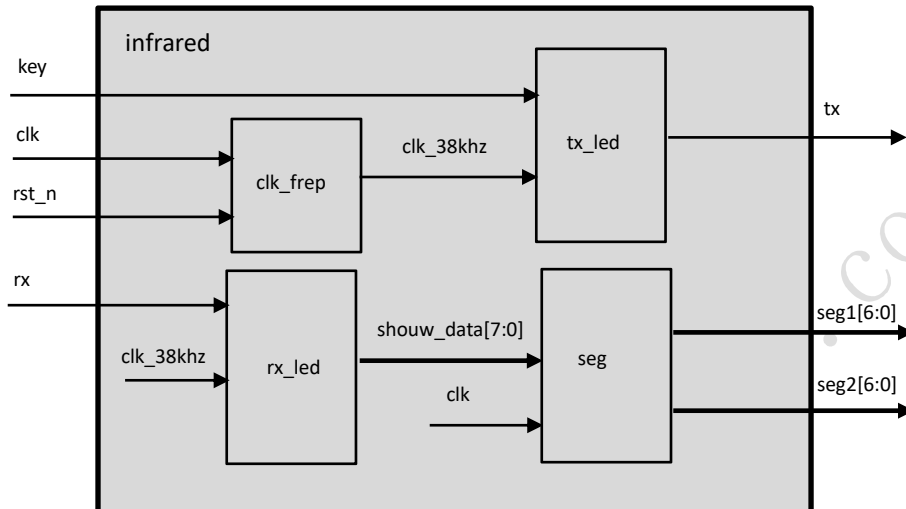 infrared
key
clk
rst_n
clk_frep
clk_38khz
tx_led
tx
rx
clk_38khz
rx_led
shouw_data[7:0]
clk
seg
seg1[6:0]
seg2[6:0]